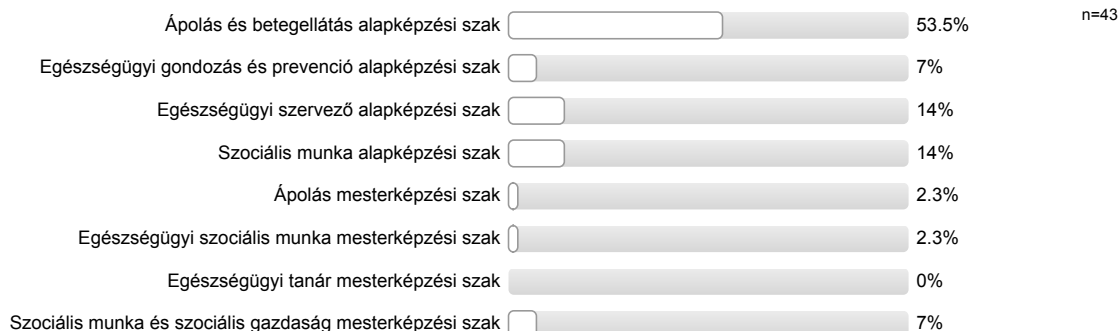 Ápolás és betegellátás alapképzési szak 53.5% n=43
Egészségügyi gondozás és prevenció alapképzési szak 7%
Egészségügyi szervező alapképzési szak 14%
Szociális munka alapképzési szak 14%
Ápolás mesterképzési szak 2.3%
Egészségügyi szociális munka mesterképzési szak 2.3%
Egészségügyi tanár mesterképzési szak 0%
Szociális munka és szociális gazdaság mesterképzési szak 7%